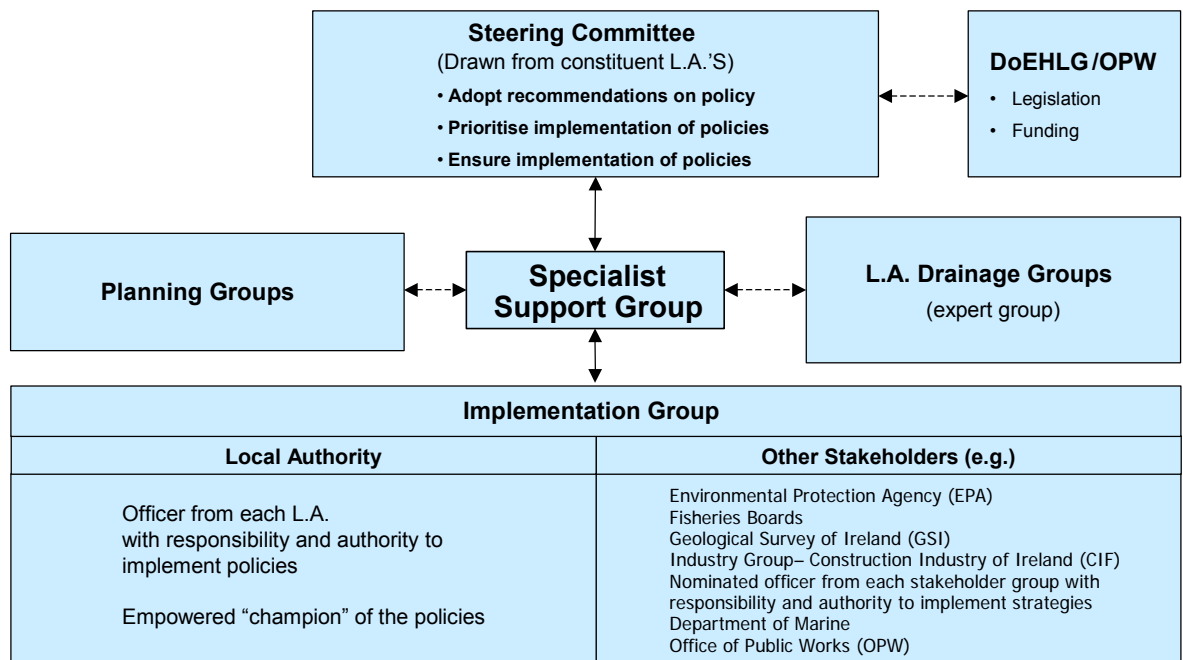 Steering Committee
(Drawn from constituent L.A.'S)
• Adopt recommendations on policy
• Prioritise implementation of policies
• Ensure implementation of policies
DoEHLG/OPW
• Legislation
• Funding
Planning Groups
Specialist
Support Group
L.A. Drainage Groups
(expert group)
Implementation Group
Local Authority
Officer from each L.A.
with responsibility and authority to
implement policies
Empowered “champion” of the policies
Other Stakeholders (e.g.)
Environmental Protection Agency (EPA)
Fisheries Boards
Geological Survey of Ireland (GSI)
Industry Group– Construction Industry of Ireland (CIF)
Nominated officer from each stakeholder group with
responsibility and authority to implement strategies
Department of Marine
Office of Public Works (OPW)